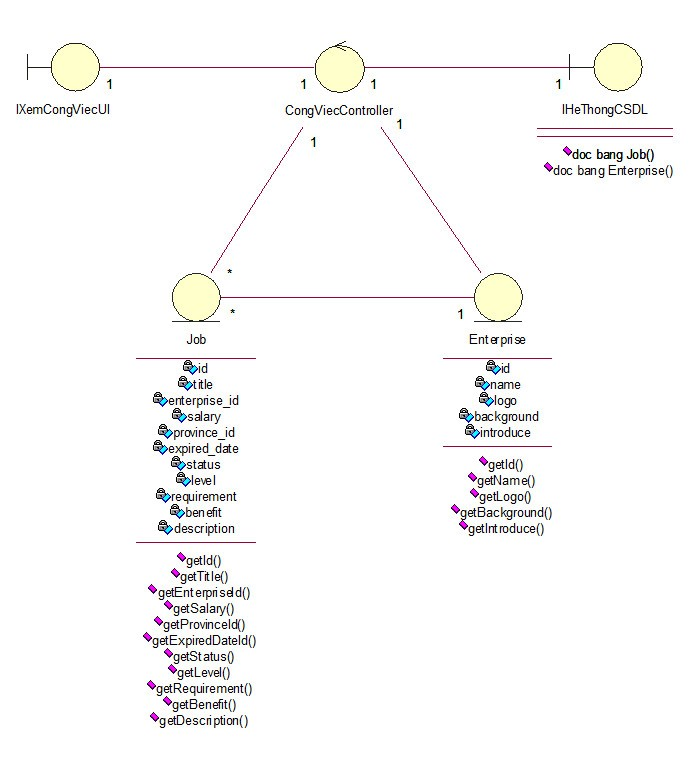 1
1
1
1
IXemCongViecUI
CongViecController
IHeThongCSDL
1
1
doc bang Job()
doc bang Enterprise()
*
*
1
Job
Enterprise
id
title
enterprise_id
salary
province_id
expired_date
status
level
requirement
benefit
description
getId()
getTitle()
getEnterpriseId()
getSalary()
getProvinceId()
getExpiredDateId()
getStatus()
getLevel()
getRequirement()
getBenefit()
getDescription()
id
name
logo
background
introduce
getId()
getName()
getLogo()
getBackground()
getIntroduce()